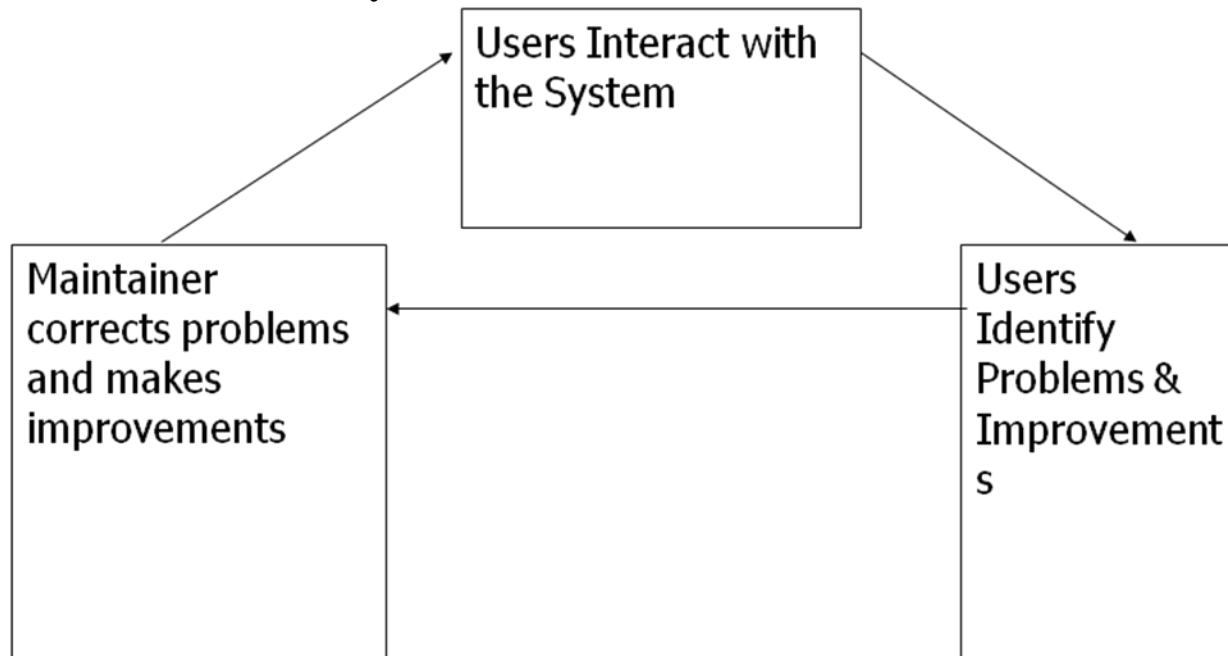 Users Interact with
the System
Maintainer
corrects problems
and makes
improvements
Users
Identify
Problems &
Improvement
s